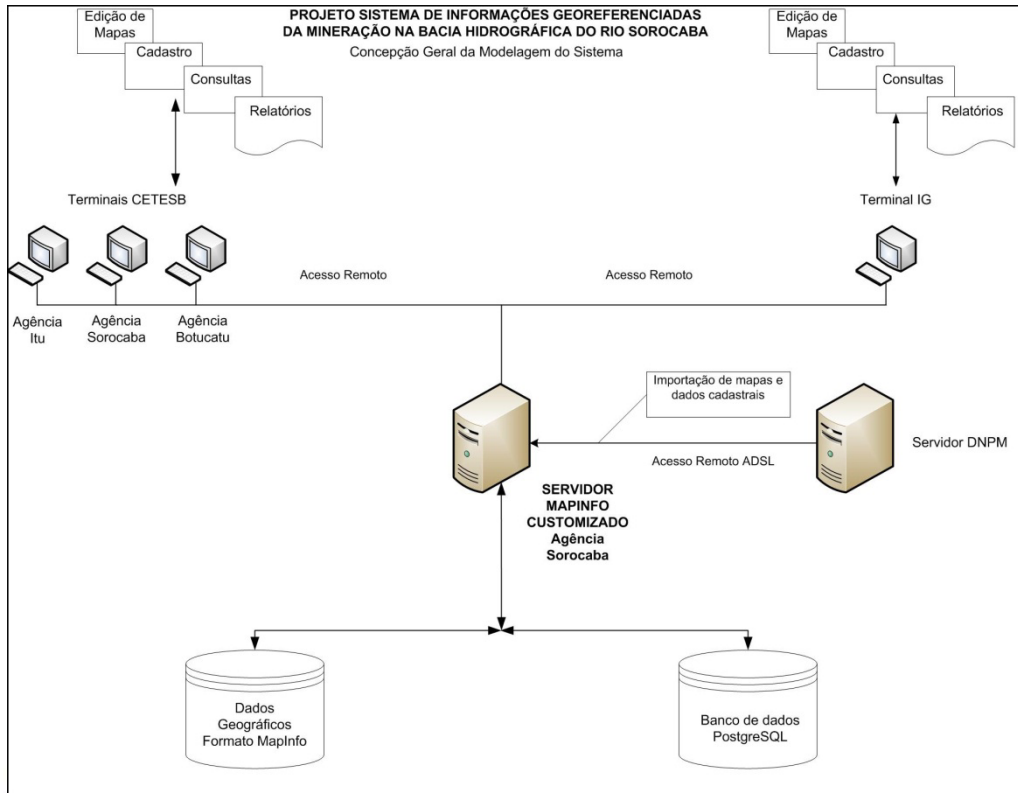 PROJETO SISTEMA DE INFORMAÇÕES GEOREFERENCIADAS
DA MINERAÇÃO NA BACIA HIDROGRÁFICA DO RIO SOROCABA
Concepção Geral da Modelagem do Sistema
Edição de
Mapas
Cadastro
Consultas
Relatórios
Edição de
Mapas
Cadastro
Consultas
Relatórios
Terminais CETESB
Terminal IG
Acesso Remoto
Acesso Remoto
Agência
Itu
Agência
Sorocaba
Agência
Botucatu
Importação de mapas e
dados cadastrais
Servidor DNPM
Acesso Remoto ADSL
SERVIDOR
MAPINFO
CUSTOMIZADO
Agência
Sorocaba
Dados
Geográficos
Formato MapInfo
Banco de dados
PostgreSQL